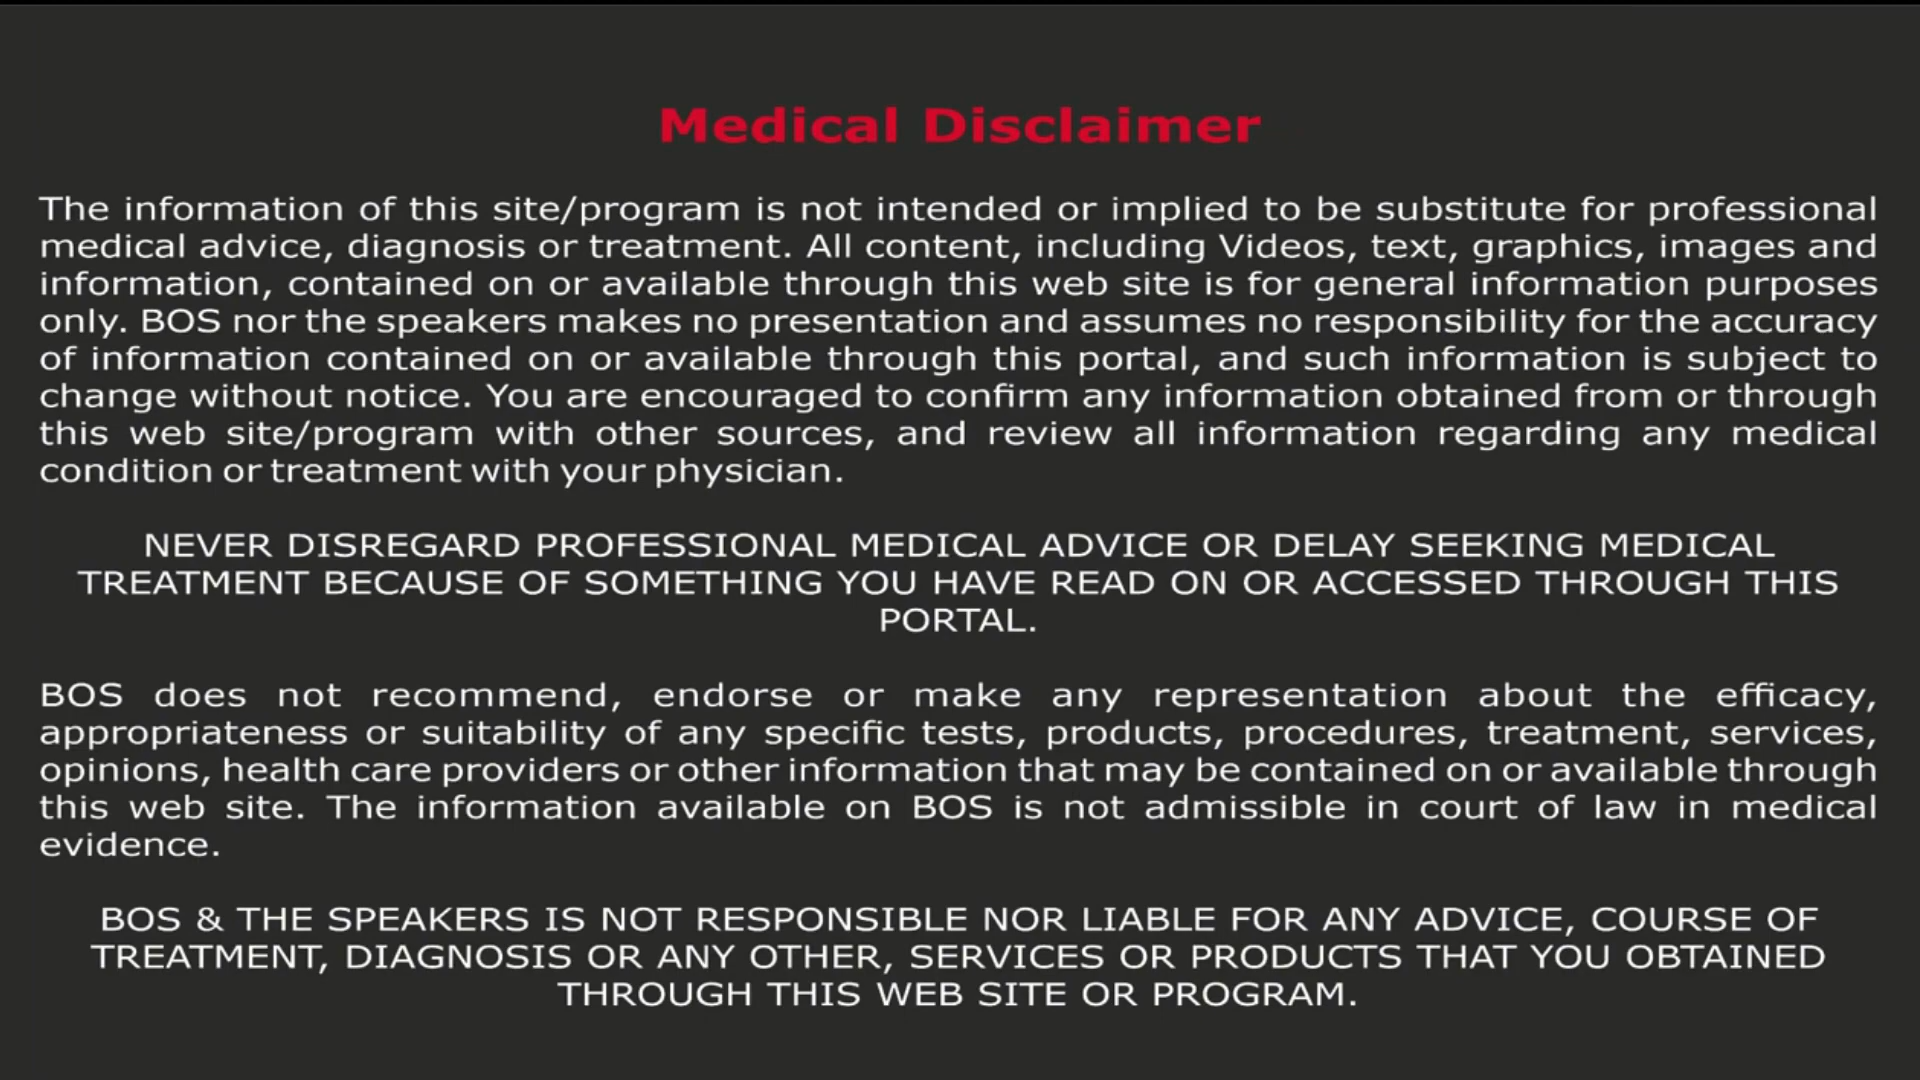 Medical Disclaimer
The information of this site/program is not intended or implied to be substitute for professional
medical advice, diagnosis or treatment. All content, including Videos, text, graphics, images and
information, contained on or available through this web site is for general information purposes
only. BOS nor the speakers makes no presentation and assumes no responsibility for the accuracy
of information contained on or available through this portal, and such information is subject to
change without notice. You are encouraged to confirm any information obtained from or through
this web site/program with other sources, and review all information regarding any medical
condition or treatment with your physician.
NEVER DISREGARD PROFESSIONAL MEDICAL ADVICE OR DELAY SEEKING MEDICAL
TREATMENT BECAUSE OF SOMETHING YOU HAVE READ ON OR ACCESSED THROUGH THIS
PORTAL.
BOS does not recommend, endorse or make any representation about the efficacy,
appropriateness or suitability of any specific tests, products, procedures, treatment, services,
opinions, health care providers or other information that may be contained on or available through
this web site. The information available on BOS is not admissible in court of law in medical
evidence.
BOS & THE SPEAKERS IS NOT RESPONSIBLE NOR LIABLE FOR ANY ADVICE, COURSE OF
TREATMENT, DIAGNOSIS OR ANY OTHER, SERVICES OR PRODUCTS THAT YOU OBTAINED
THROUGH THIS WEB SITE OR PROGRAM.